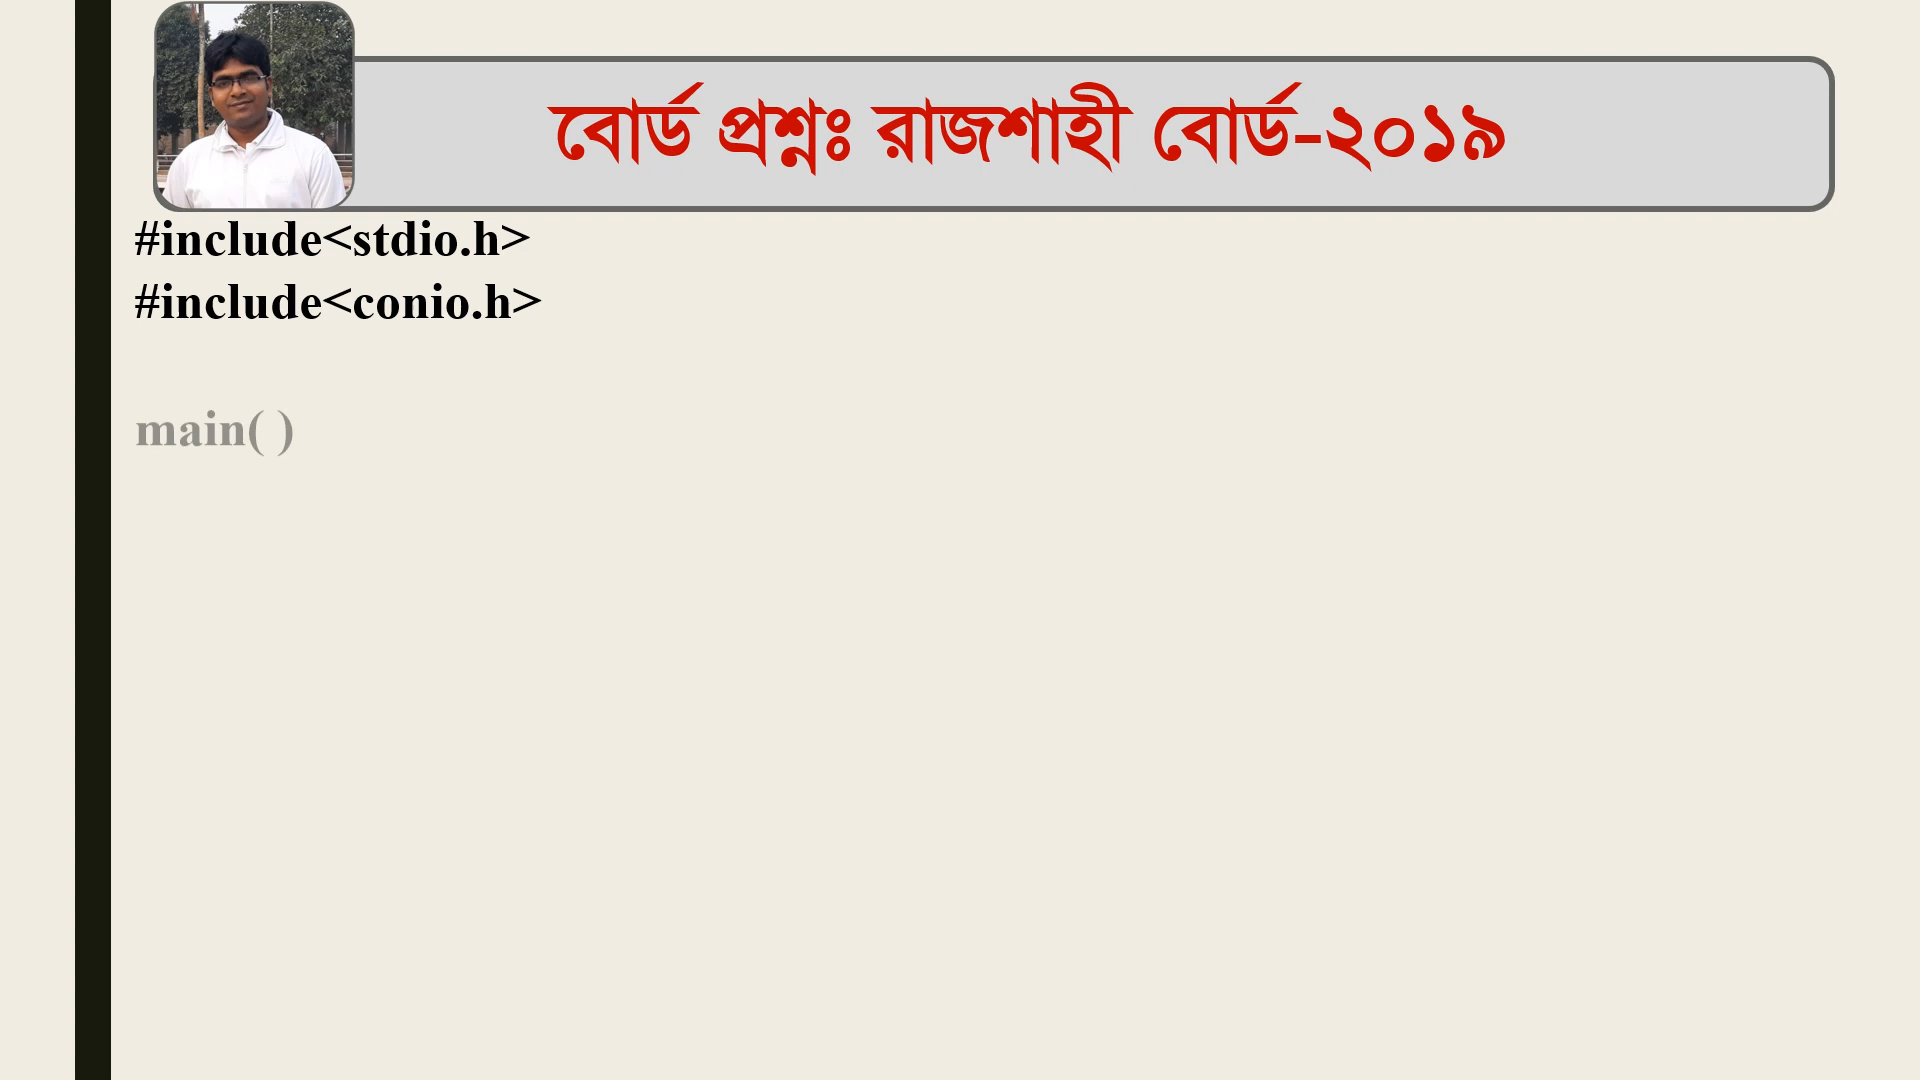 বোর্ড প্রশ্নঃ রাজশাহী বোর্ড-২০১৯
#include<stdio.h>
#include<conio.h>
main( )